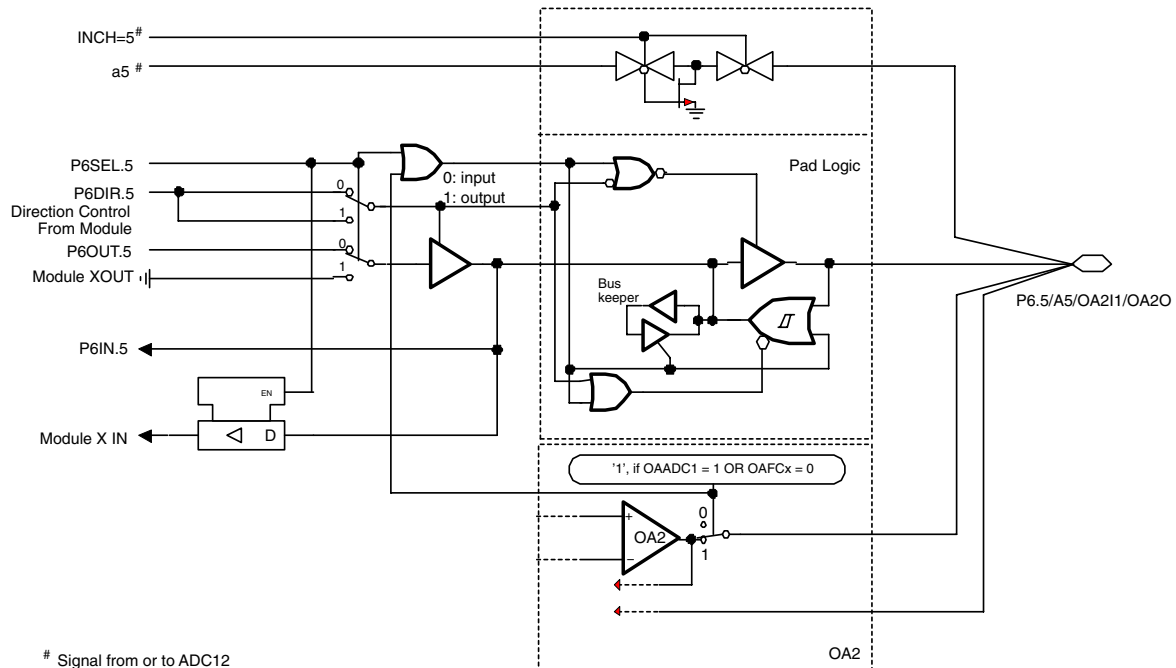 INCH=5#
a5 #
P6SEL.5
P6DIR.5
Direction Control
From Module
P6OUT.5
Module XOUT
P6IN.5
Module X IN
0
1
0
1
0: input
1: output
EN
D
Pad Logic
Bus
keeper
P6.5/A5/OA2I1/OA2O
'1', if OAADC1 = 1 OR OAFCx = 0
+
OA2
−
0
1
OA2
# Signal from or to ADC12